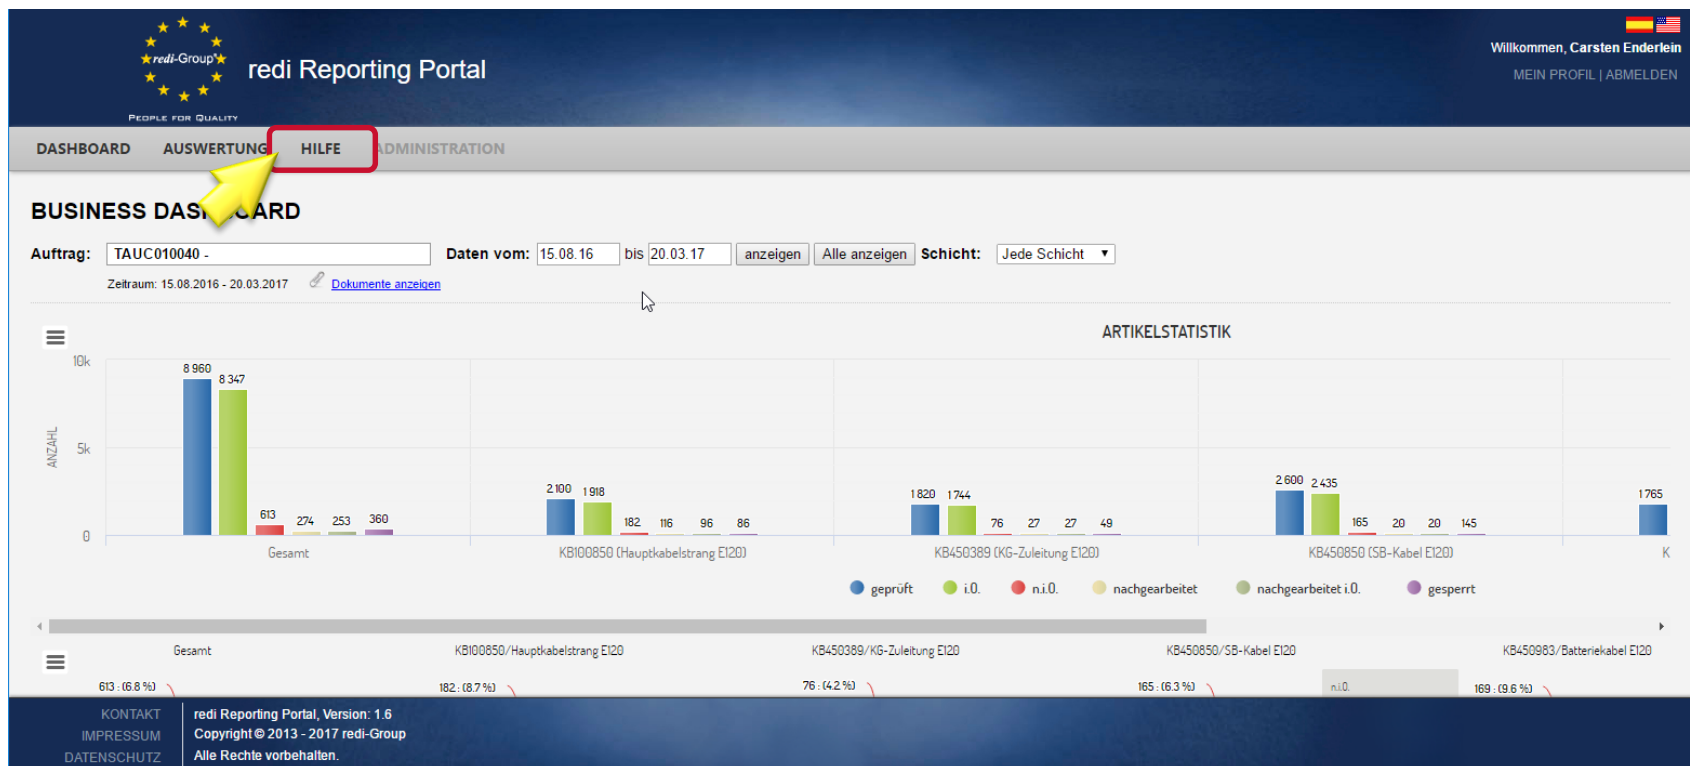 redi-Group
PEOPLE FOR QUALITY
redi Reporting Portal
Willkommen, Carsten Enderlein
MEIN PROFIL | ABMELDEN
DASHBOARD AUSWERTUNG HILFE ADMINISTRATION
BUSINESS DASHBOARD
Auftrag: TAUC010040 - Daten vom: 15.08.16 bis 20.03.17 anzeigen Alle anzeigen Schicht: Jede Schicht
Zeitraum: 15.08.2016 - 20.03.2017 Dokumente anzeigen
ARTIKELSTATISTIK
ANZAHL
10k
5k
0
8 960 8 347 613 274 253 360
2 100 1 918 182 116 96 86
1 820 1 744 76 27 27 49
2 600 2 435 165 20 20 145
1 765
Gesamt KB100850 (Hauptkabelstrang E120) KB450389 (KG-Zuleitung E120) KB450850 (SB-Kabel E120) K
geprüft i.O. n.i.O. nachgearbeitet nachgearbeitet i.O. gesperrt
Gesamt KB100850/Hauptkabelstrang E120 KB450389/KG-Zuleitung E120 KB450850/SB-Kabel E120 KB450983/Batteriekabel E120
613 : (6.8 %) 182 : (8.7 %) 76 : (4.2 %) 165 : (6.3 %) n.i.O. 169 : (9.6 %)
KONTAKT
IMPRESSUM
DATENSCHUTZ
redi Reporting Portal, Version: 1.6
Copyright © 2013 - 2017 redi-Group
Alle Rechte vorbehalten.